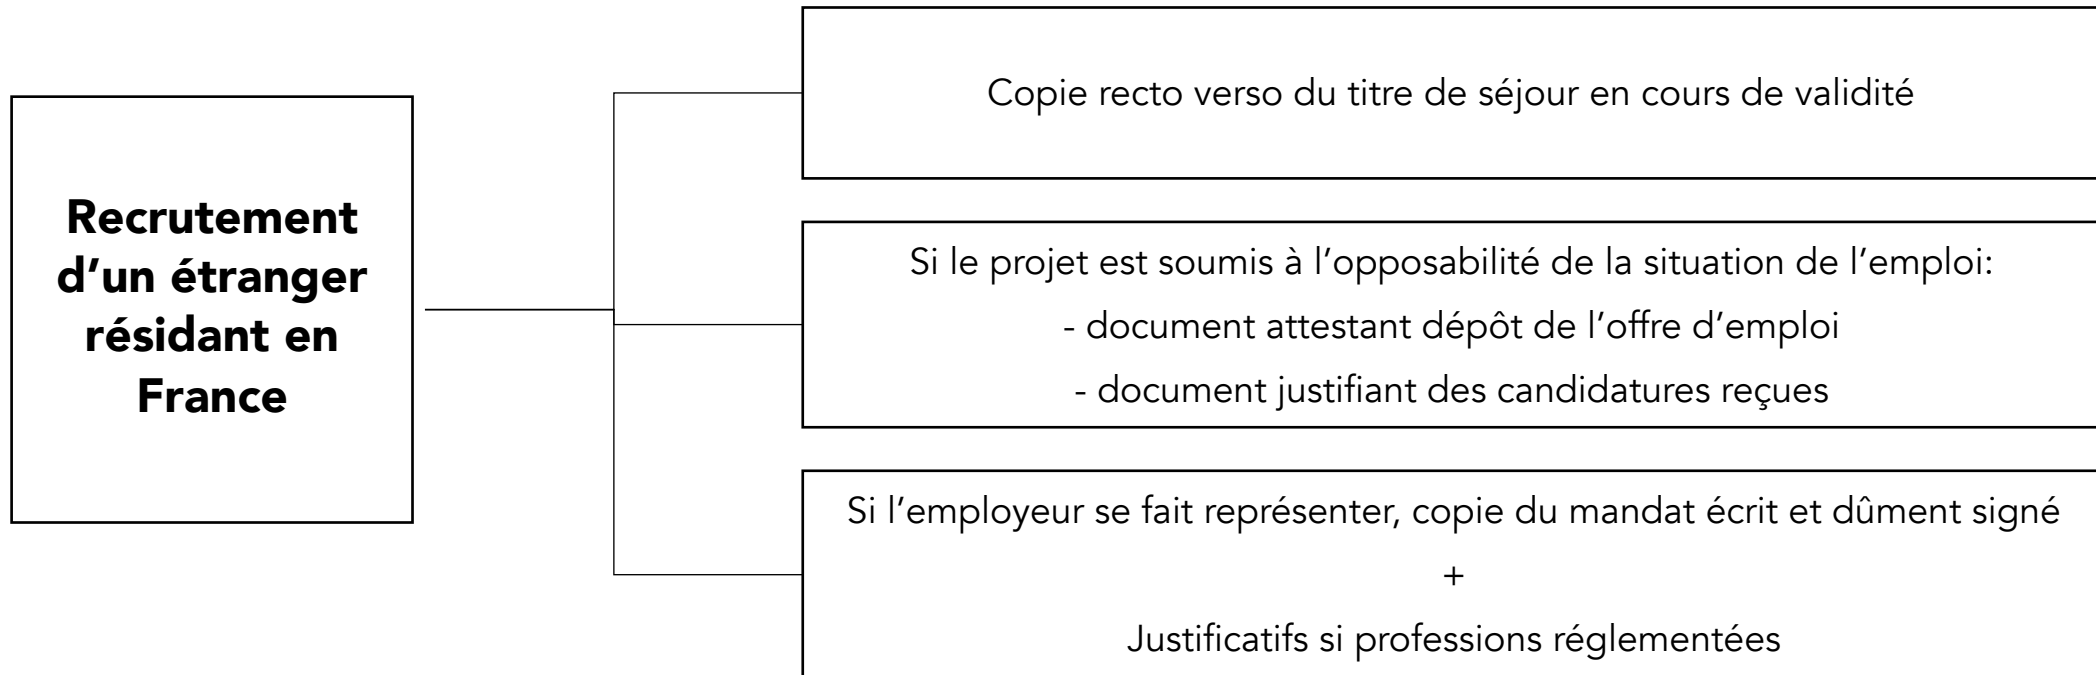 Recrutement
d’un étranger
résidant en
France
Copie recto verso du titre de séjour en cours de validité
Si le projet est soumis à l’opposabilité de la situation de l’emploi:
- document attestant dépôt de l’offre d’emploi
- document justifiant des candidatures reçues
Si l’employeur se fait représenter, copie du mandat écrit et dûment signé
+
Justificatifs si professions réglementées